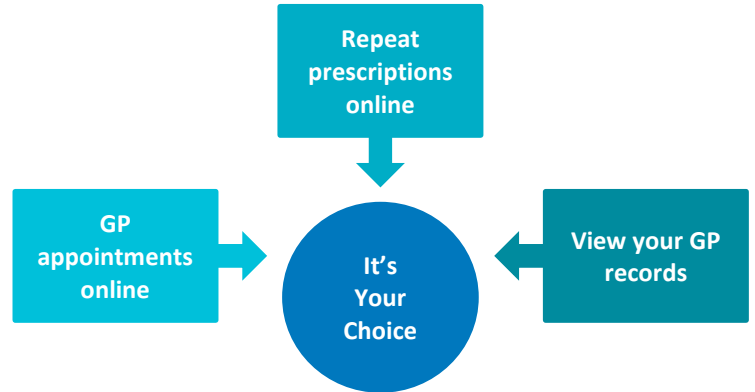 Repeat
prescriptions
online
GP
appointments
online
It’s
Your
Choice
View your GP
records